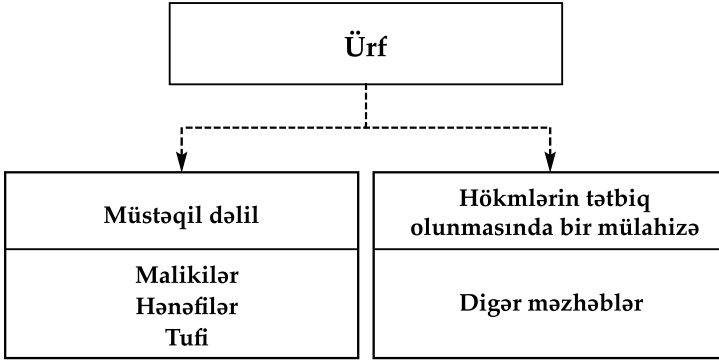 Ürf
Müstəqil dəlil
Malikilər
Hənəfilər
Tufi
Hökmlərin tətbiq
olunmasında bir mülahizə
Digər məzhəblər